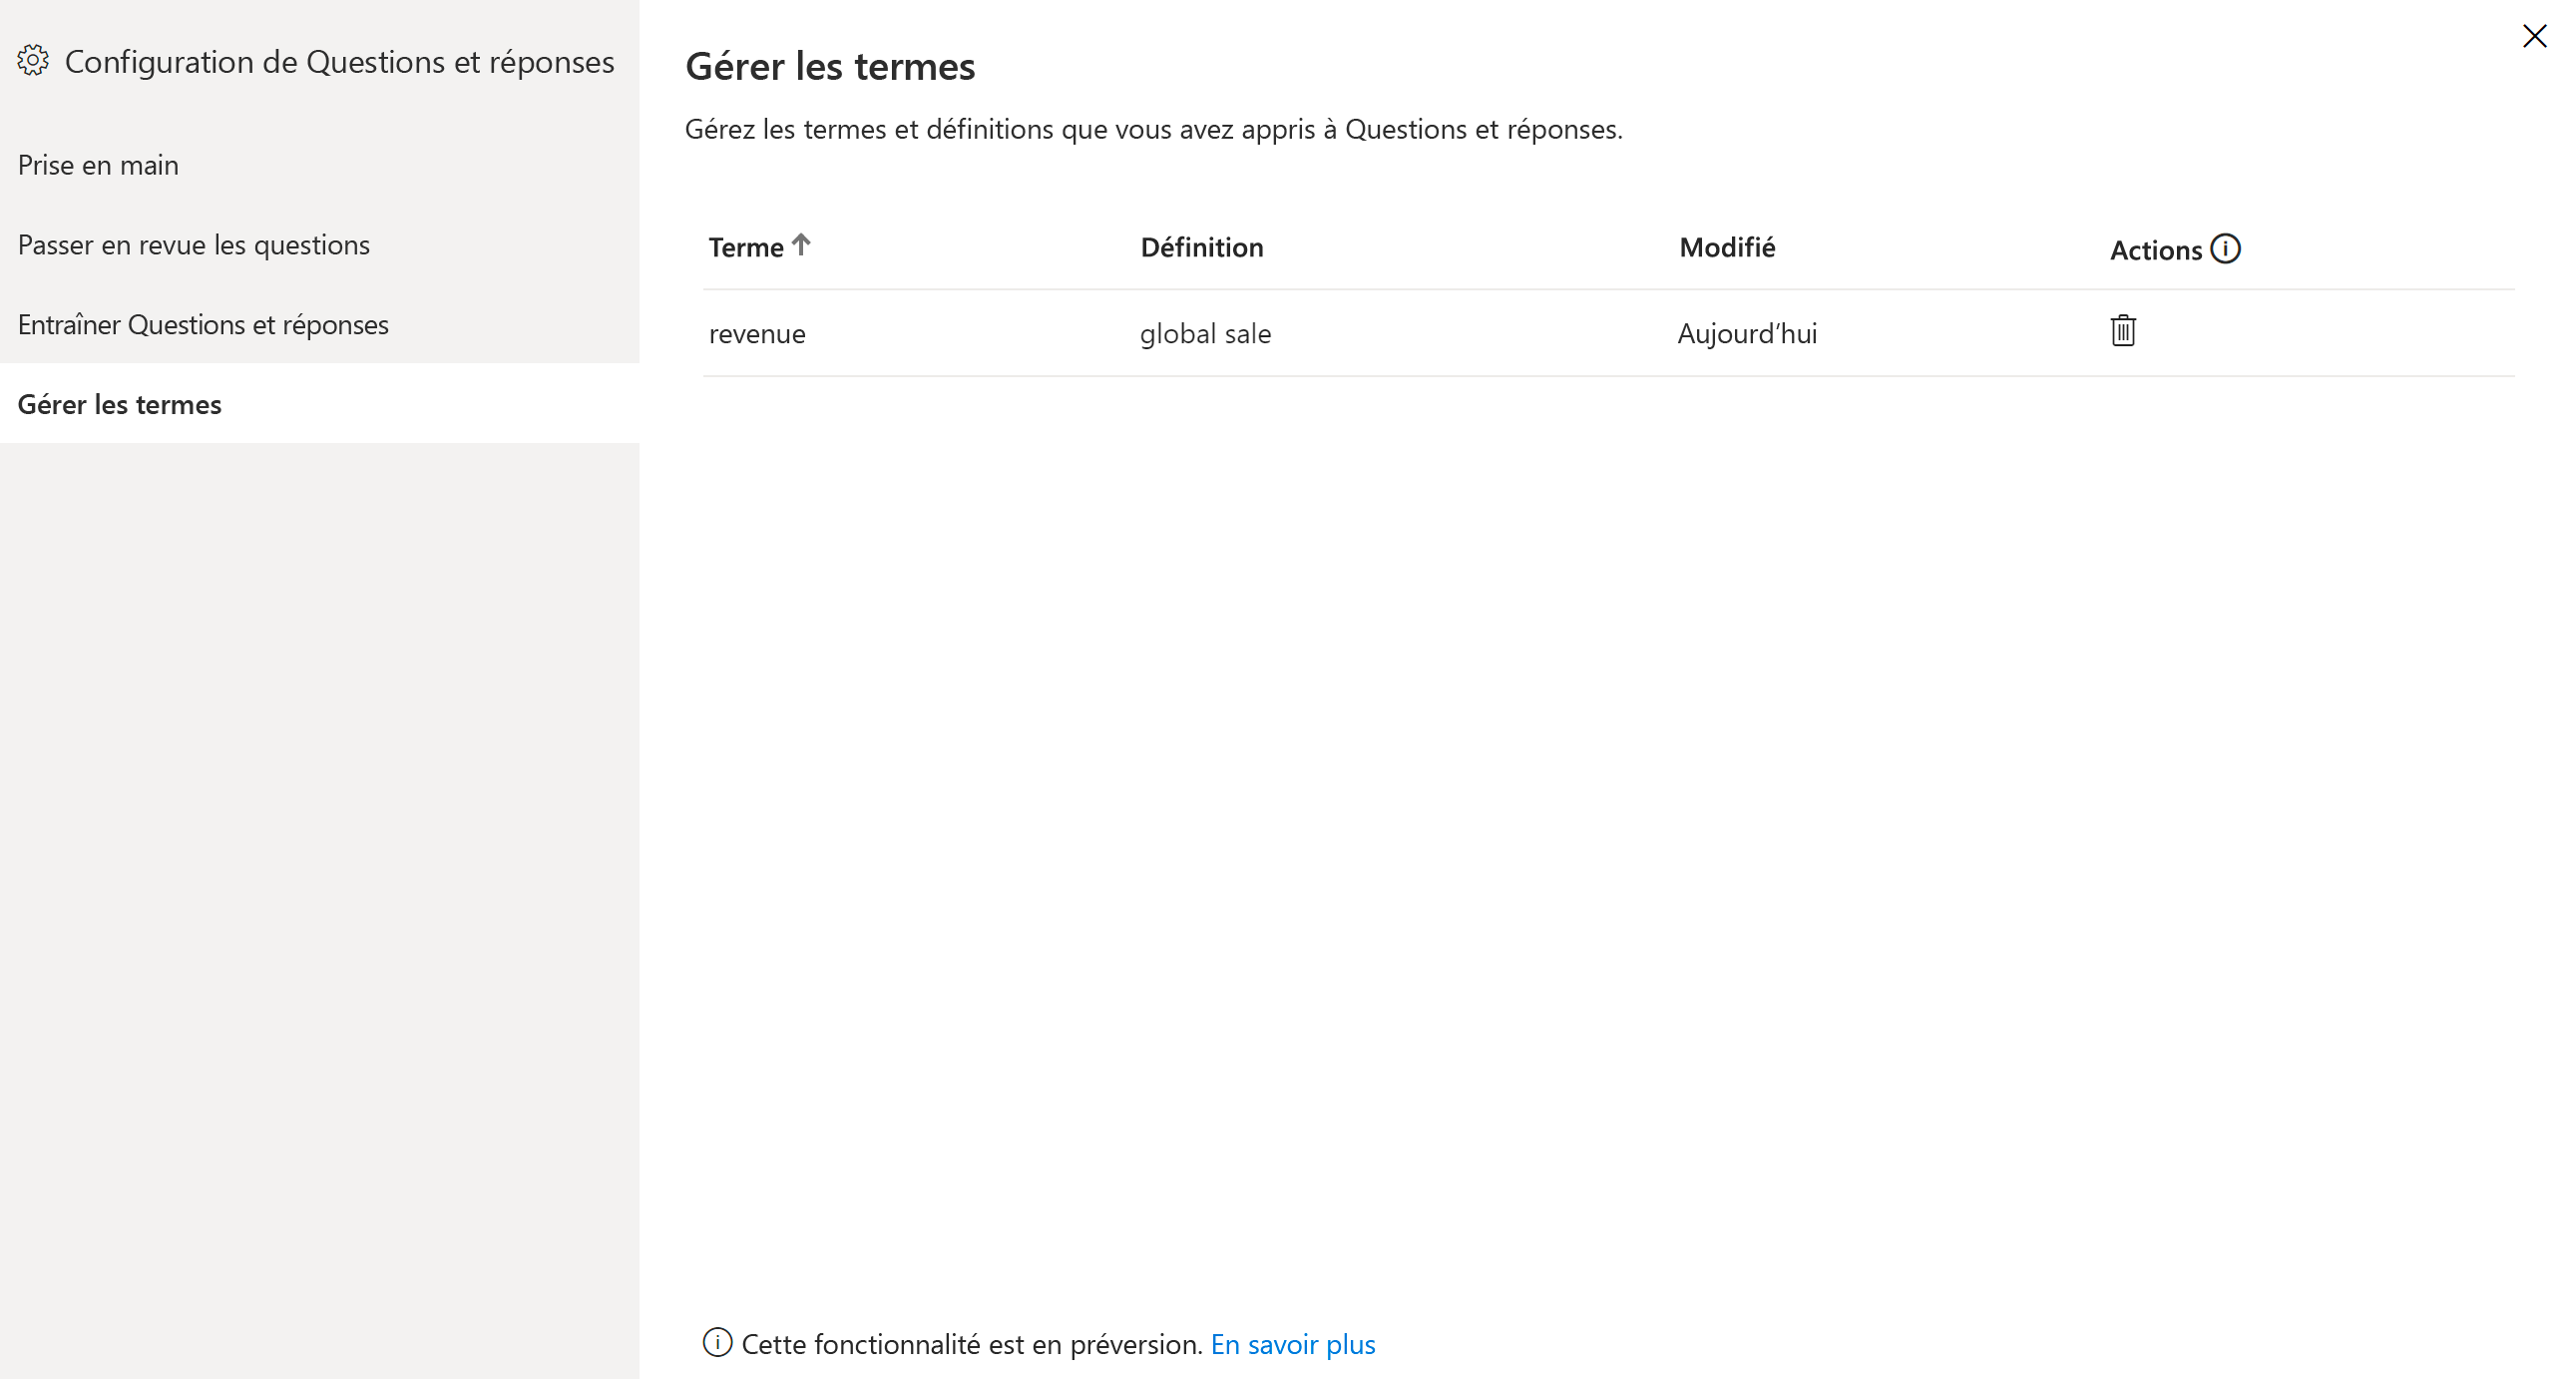 Configuration de Questions et réponses
Prise en main
Passer en revue les questions
Entraîner Questions et réponses
Gérer les termes
Gérer les termes
Gérez les termes et définitions que vous avez appris à Questions et réponses.
Terme Définition Modifié Actions
revenue global sale Aujourd'hui
Cette fonctionnalité est en préversion. En savoir plus